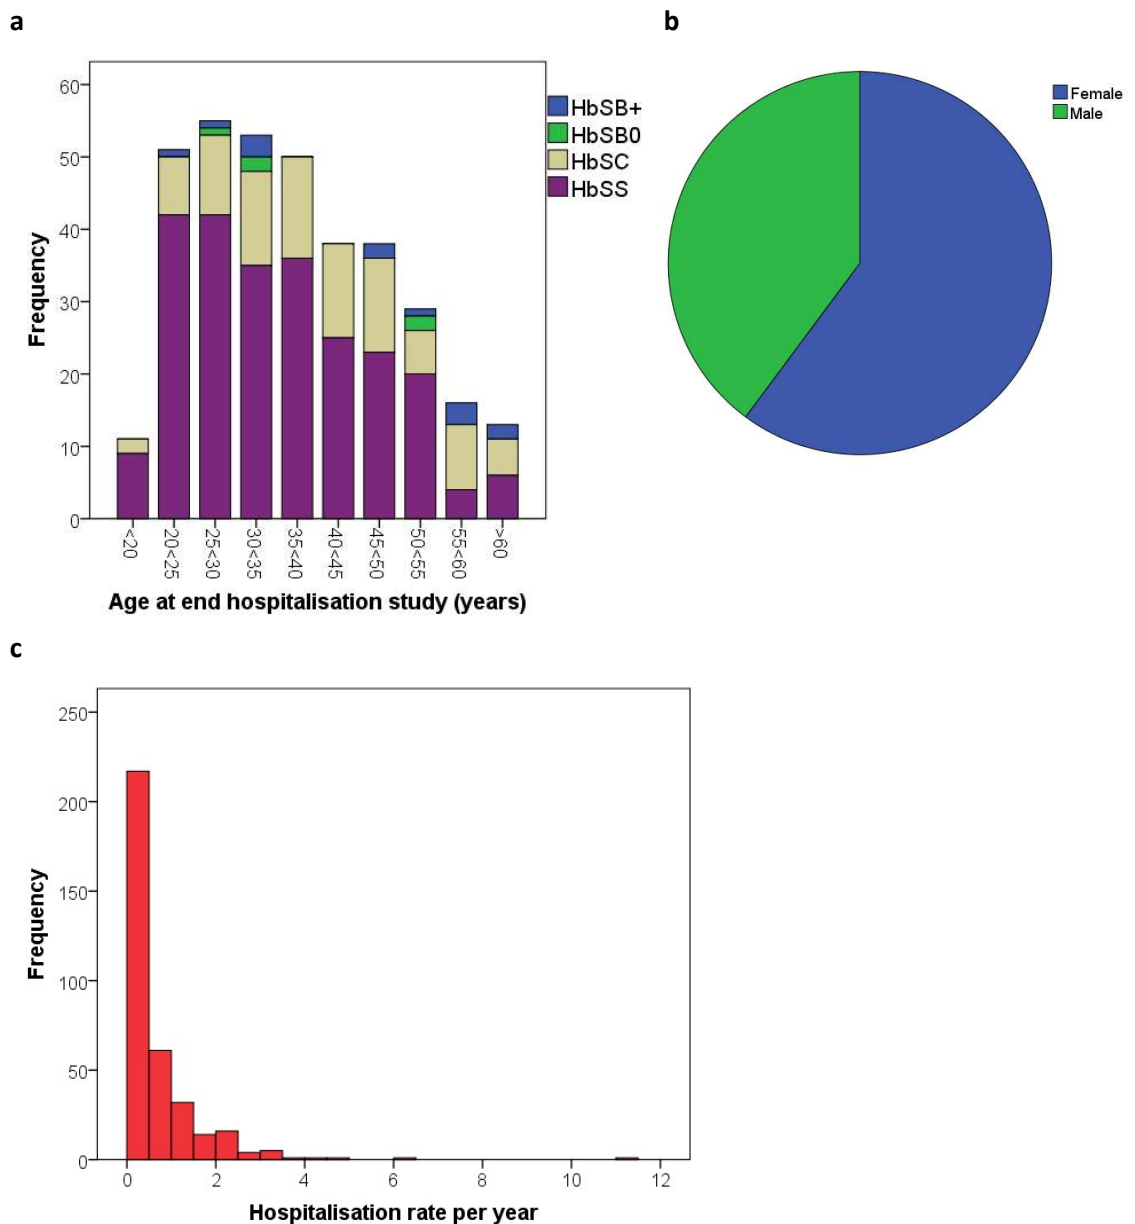 a
b
60
50
40
30
20
10
0
Frequency
<20
20<25
25<30
30<35
35<40
40<45
45<50
50<55
55<60
>60
Age at end hospitalisation study (years)
HbSB+
HbSB0
HbSC
HbSS
Female
Male
c
250
200
150
100
50
0
Frequency
0 2 4 6 8 10 12
Hospitalisation rate per year